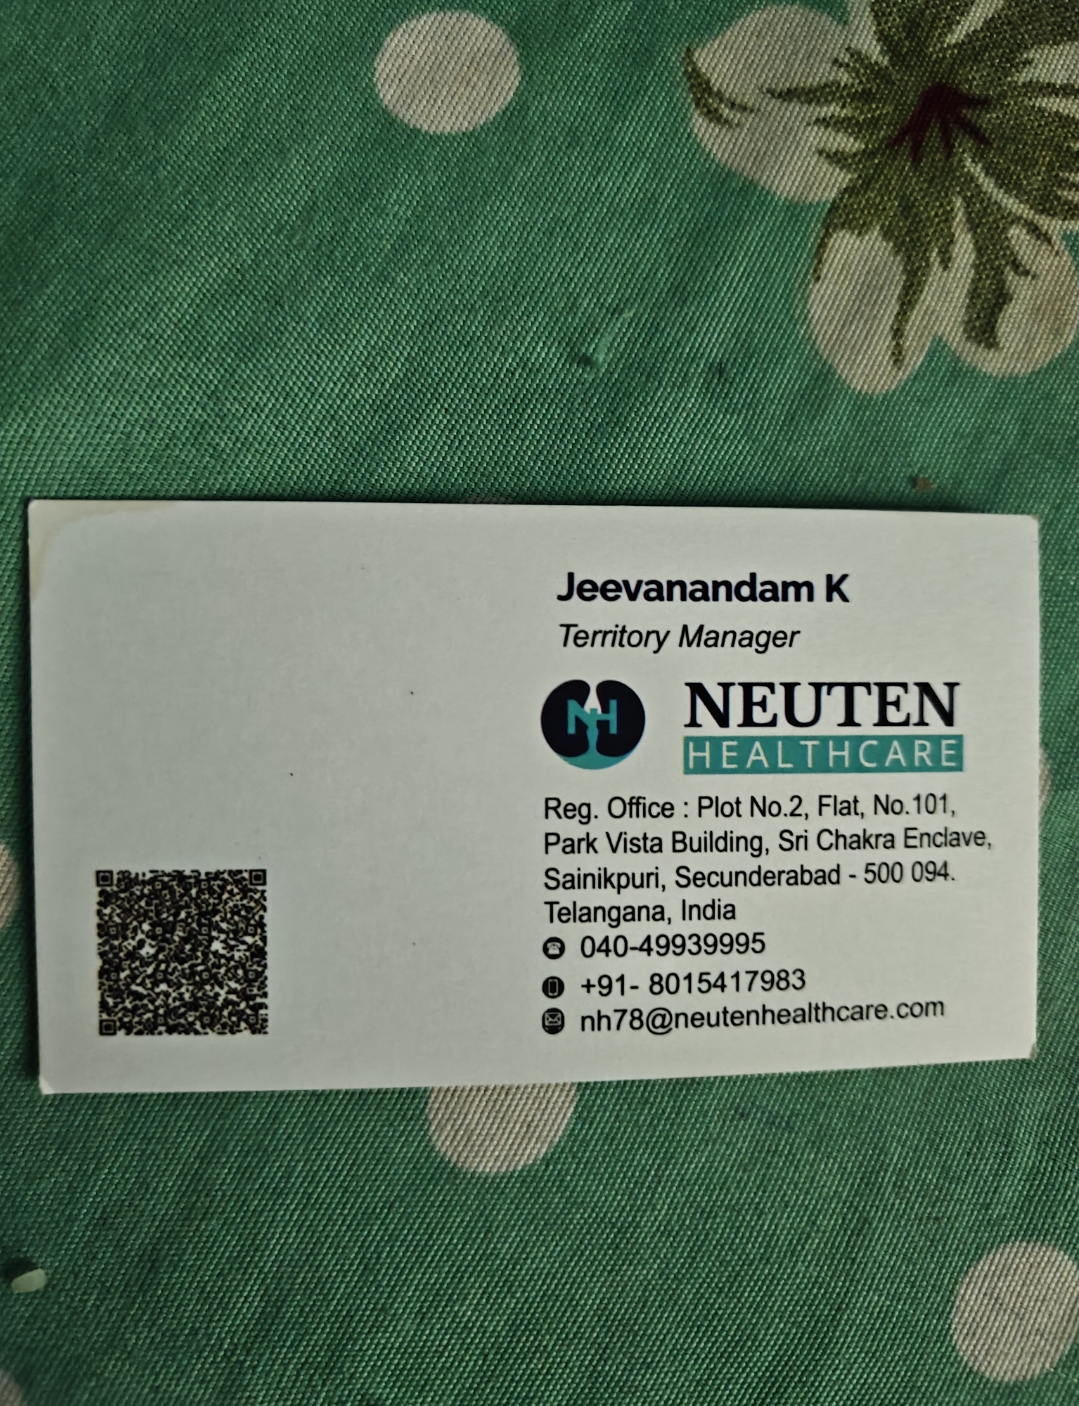 Jeevanandam K
Territory Manager
NH
NEUTEN
HEALTHCARE
Reg. Office : Plot No.2, Flat, No.101,
Park Vista Building, Sri Chakra Enclave,
Sainikpuri, Secunderabad - 500 094.
Telangana, India
040-49939995
+91- 8015417983
nh78@neutenhealthcare.com